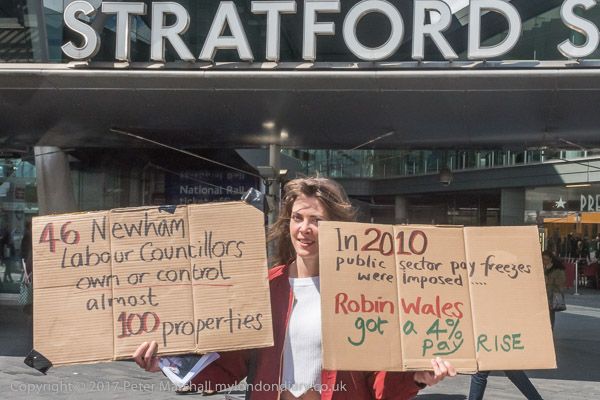 STRATFORD S
National Rail
PRE
46 Newham
Labour Councillors
own or control
almost
100 properties
In 2010
public sector pay freezes
were imposed ....
Robin Wales
got a 4%
pay RISE
Copyright © 2017 Peter Marshall mylondondiary.co.uk